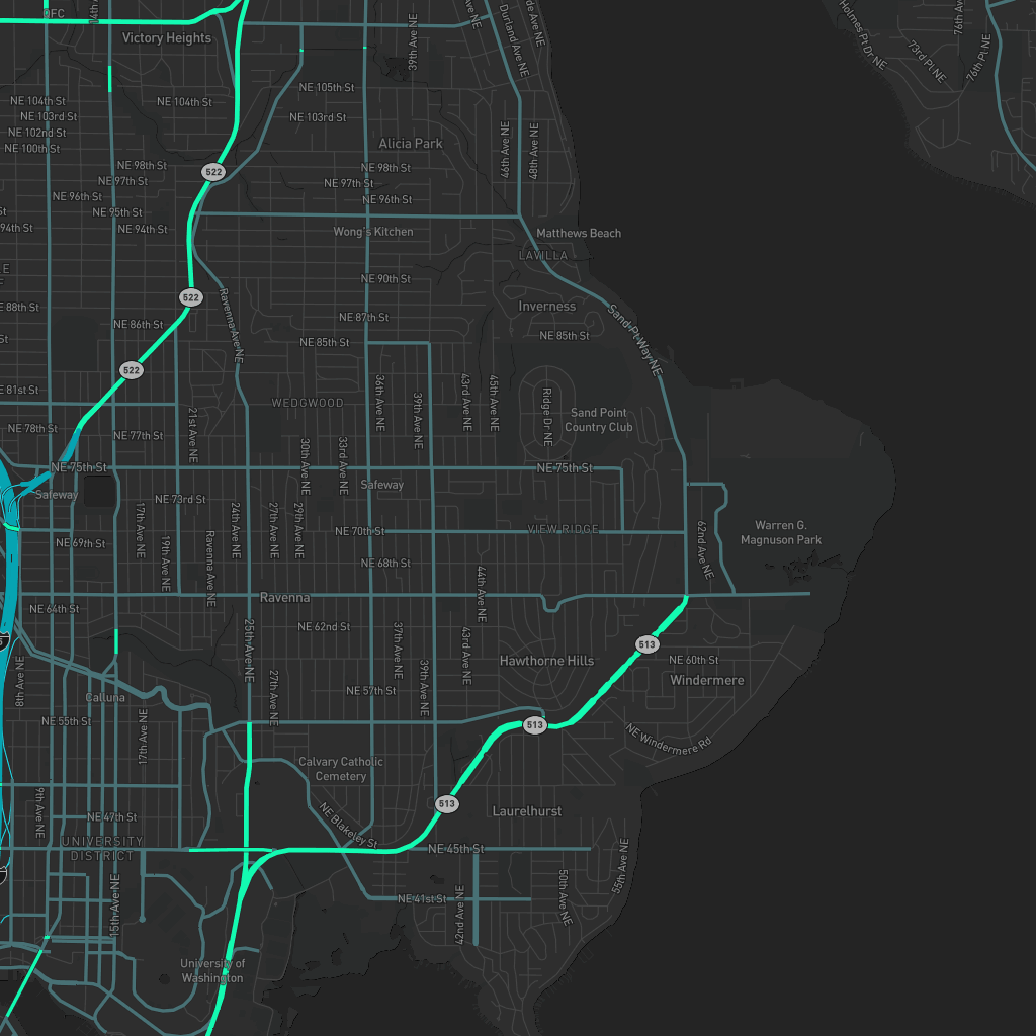 OFC
14th
Victory Heights
39th Ave NE
Durland Ave NE
Holmes Pt Dr NE
73rd Pl NE
76th Pl NE
76th Av
NE 105th St
NE 104th St
NE 104th St
NE 103rd St
NE 103rd St
NE 102nd St
NE 100th St
46th Ave NE
48th Ave NE
Alicia Park
NE 98th St
NE 98th St
522
NE 97th St
NE 97th St
NE 96th St
NE 96th St
NE 95th St
94th St
NE 94th St
Wong's Kitchen
Matthews Beach
LAVILLA
NE 90th St
522
Ravenna Ave NE
E 88th St
Inverness
Sand Pt Way NE
NE 87th St
NE 86th St
NE 85th St
NE 85th St
522
E 81st St
36th Ave NE
39th Ave NE
43rd Ave NE
45th Ave NE
Ridge Dr NE
WEDGWOOD
21st Ave NE
Sand Point
Country Club
NE 78th St
NE 77th St
30th Ave NE
33rd Ave NE
NE 75th St
NE 75th St
Safeway
Safeway
NE 73rd St
17th Ave NE
19th Ave NE
Ravenna Ave NE
24th Ave NE
27th Ave NE
29th Ave NE
NE 70th St
VIEW RIDGE
62nd Ave NE
Warren G.
Magnuson Park
NE 69th St
NE 68th St
44th Ave NE
Ravenna
NE 64th St
25th Ave NE
NE 62nd St
37th Ave NE
43rd Ave NE
513
8th Ave NE
Hawthorne Hills
NE 60th St
Windermere
Calluna
27th Ave NE
NE 57th St
39th Ave NE
NE 55th St
17th Ave NE
513
NE Windermere Rd
Calvary Catholic
Cemetery
9th Ave NE
513
Laurelhurst
NE 47th St
NE Blakeley St
UNIVERSITY
DISTRICT
NE 45th St
15th Ave NE
NE 41st St
42nd Ave NE
50th Ave NE
55th Ave NE
University of
Washington